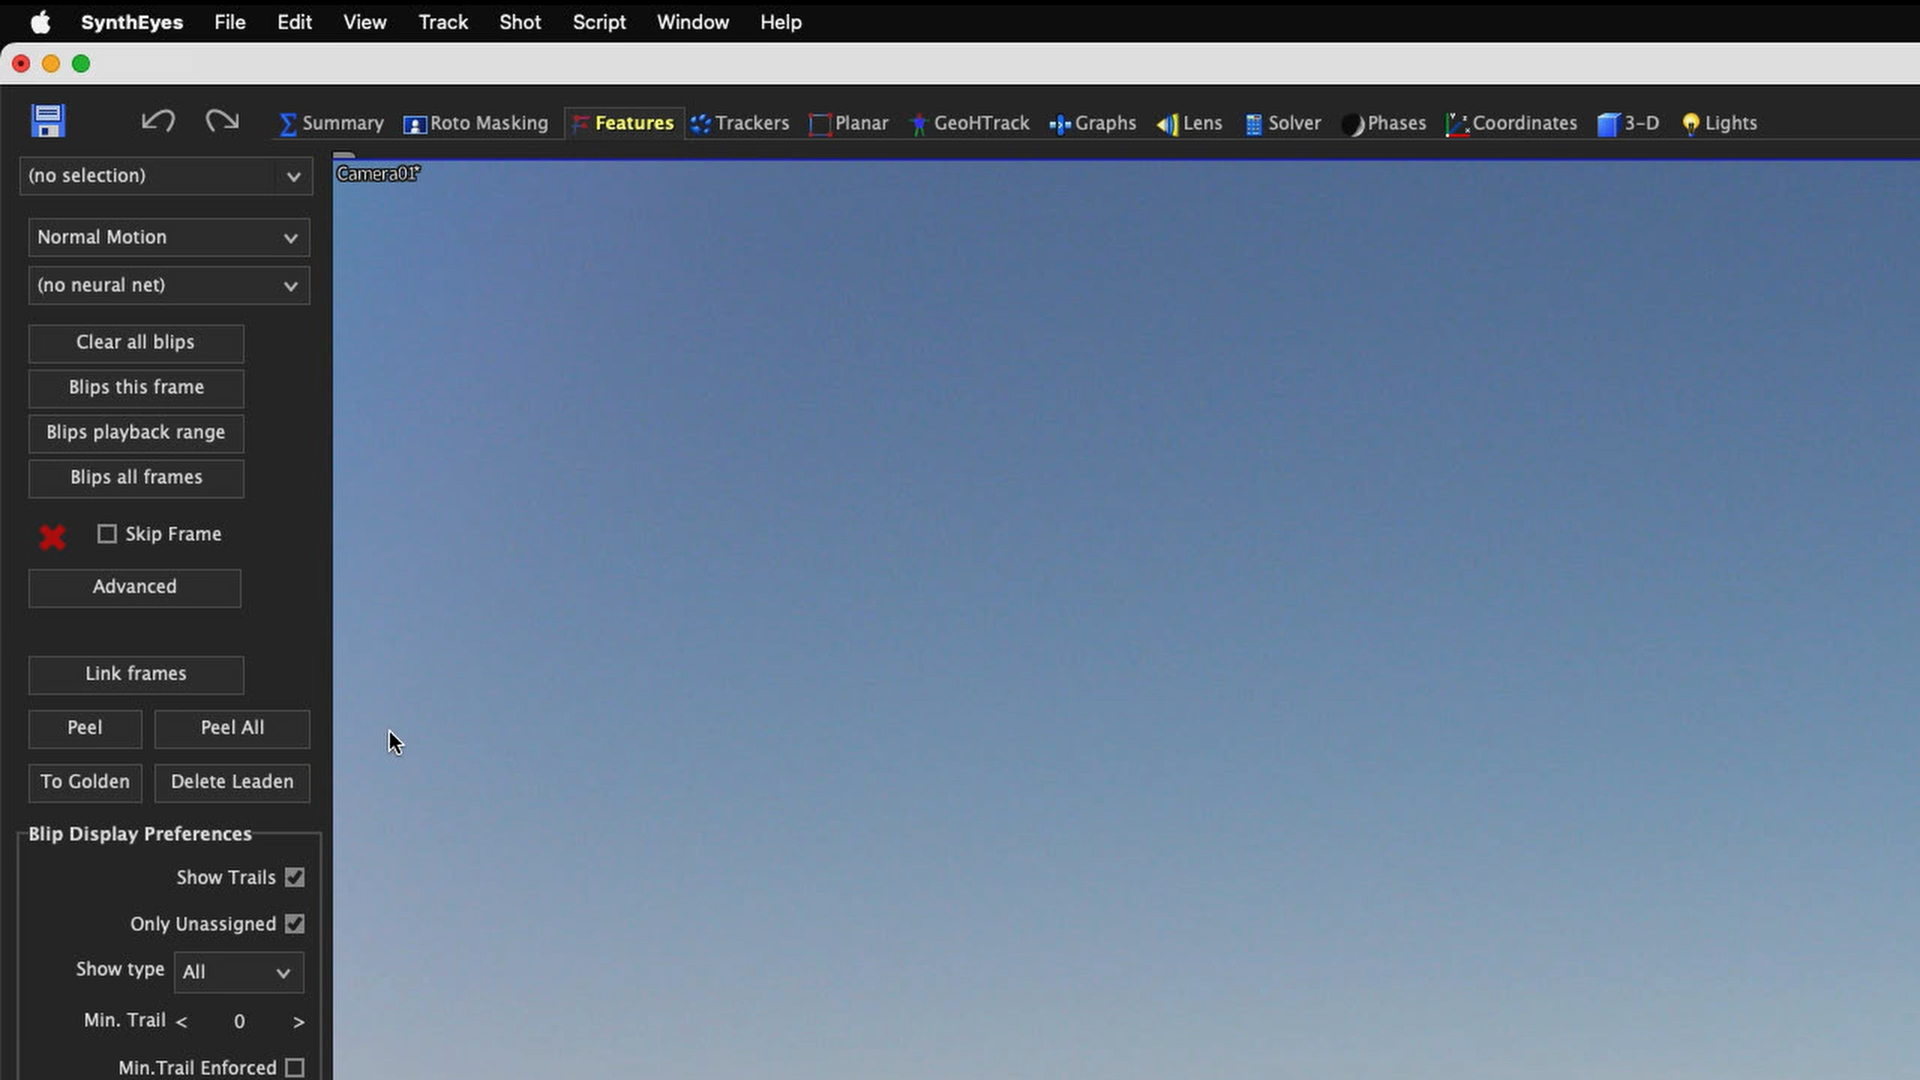 SynthEyes File Edit View Track Shot Script Window Help
Summary Roto Masking Features Trackers Planar GeoHTrack Graphs Lens Solver Phases Coordinates 3-D Lights
(no selection)
Camera01*
Normal Motion
(no neural net)
Clear all blips
Blips this frame
Blips playback range
Blips all frames
Skip Frame
Advanced
Link frames
Peel Peel All
To Golden Delete Leaden
Blip Display Preferences
Show Trails
Only Unassigned
Show type All
Min. Trail < 0 >
Min.Trail Enforced